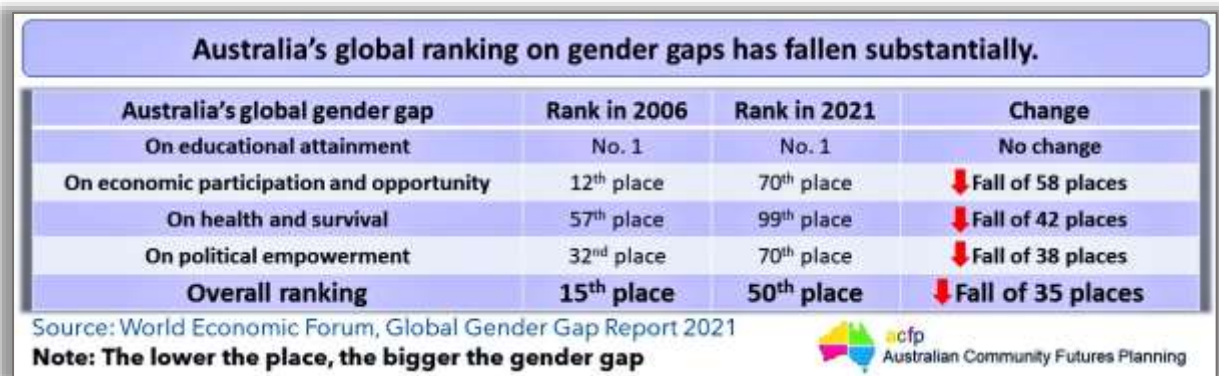 Australia's global ranking on gender gaps has fallen substantially.
Australia's global gender gap Rank in 2006 Rank in 2021 Change
On educational attainment No. 1 No. 1 No change
On economic participation and opportunity 12th place 70th place Fall of 58 places
On health and survival 57th place 99th place Fall of 42 places
On political empowerment 32nd place 70th place Fall of 38 places
Overall ranking 15th place 50th place Fall of 35 places
Source: World Economic Forum, Global Gender Gap Report 2021
Note: The lower the place, the bigger the gender gap
acfp
Australian Community Futures Planning